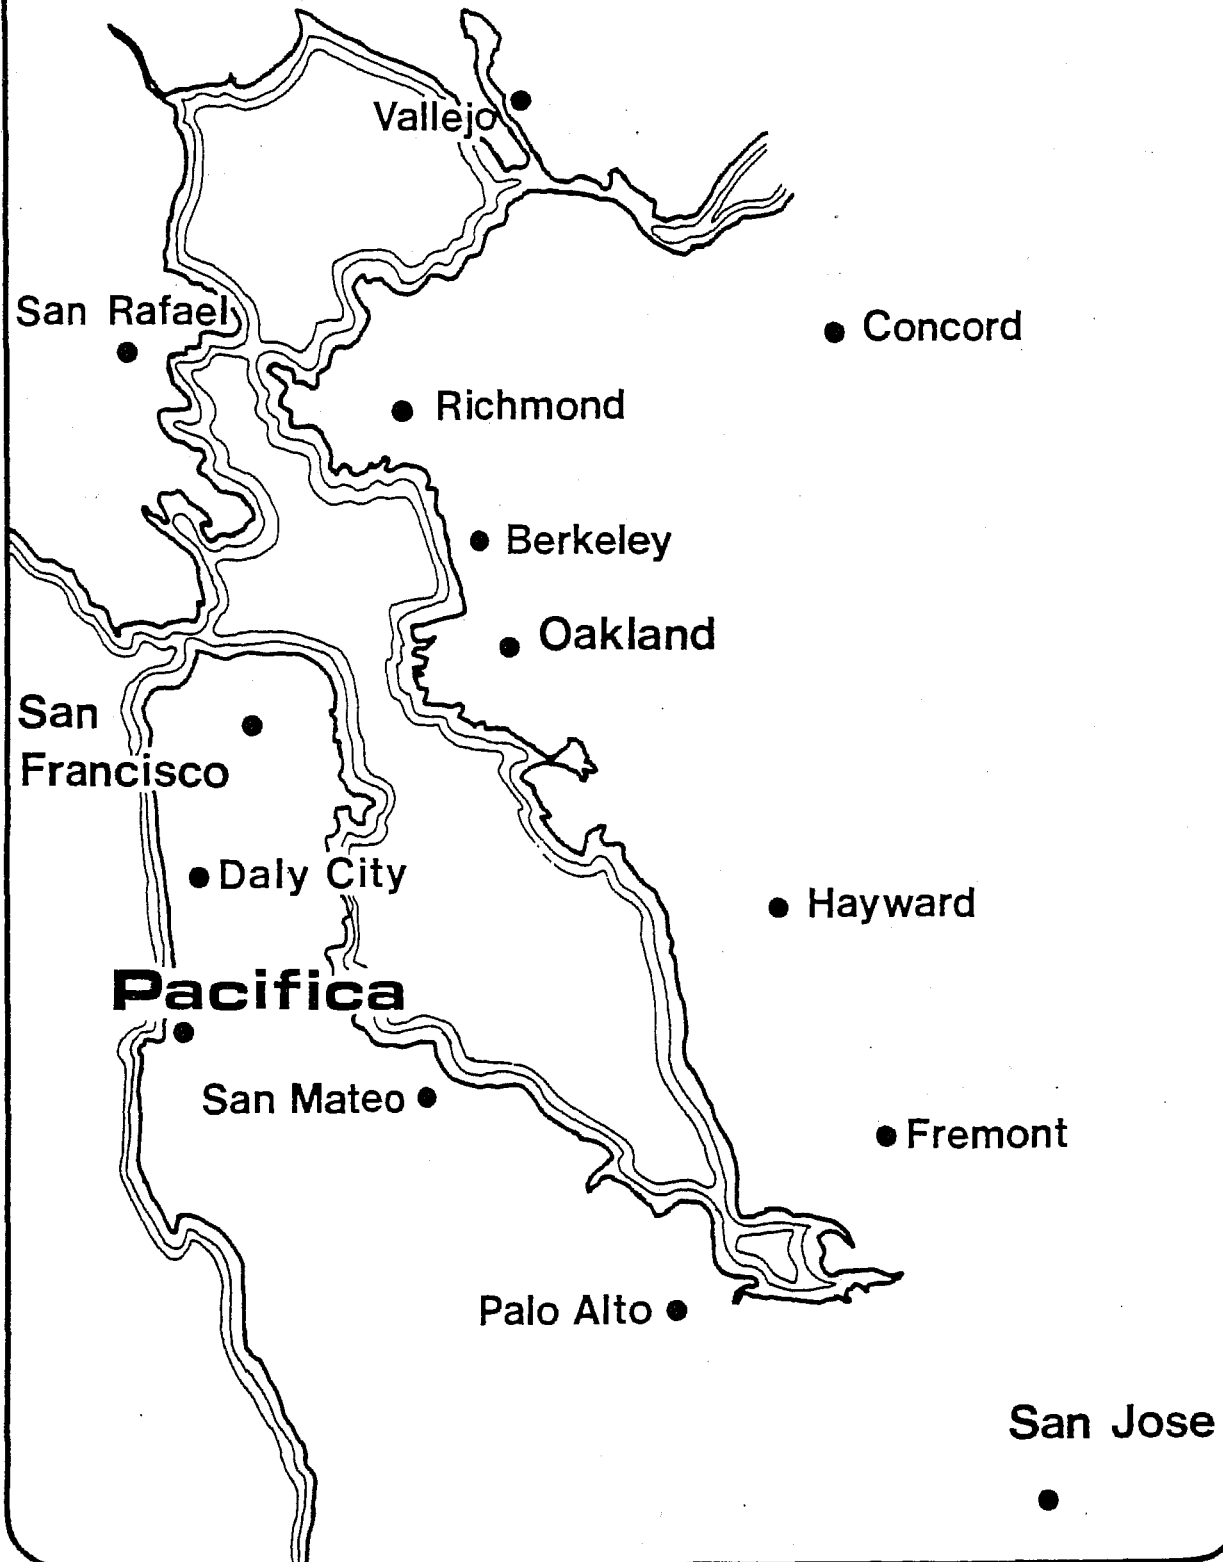 Vallejo
San Rafael
Concord
Richmond
Berkeley
Oakland
San
Francisco
Daly City
Hayward
Pacifica
San Mateo
Fremont
Palo Alto
San Jose